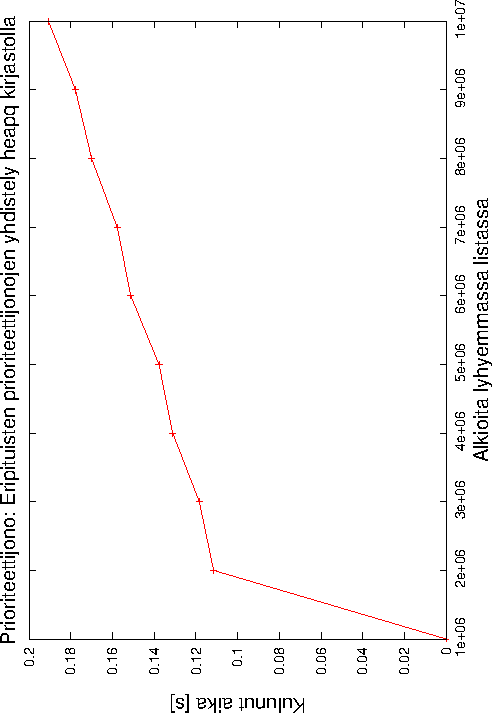 Prioriteettijono: Eripituisten prioriteettijonojen yhdistely heapq kirjastolla
Kulunut aika [s]
0.2
0.18
0.16
0.14
0.12
0.1
0.08
0.06
0.04
0.02
0
1e+06
2e+06
3e+06
4e+06
5e+06
6e+06
7e+06
8e+06
9e+06
1e+07
Alkioita lyhyemmassa listassa